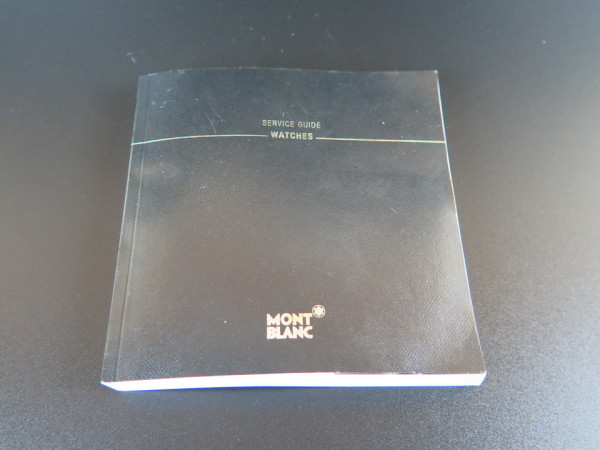 SERVICE GUIDE
WATCHES
MONT
BLANC